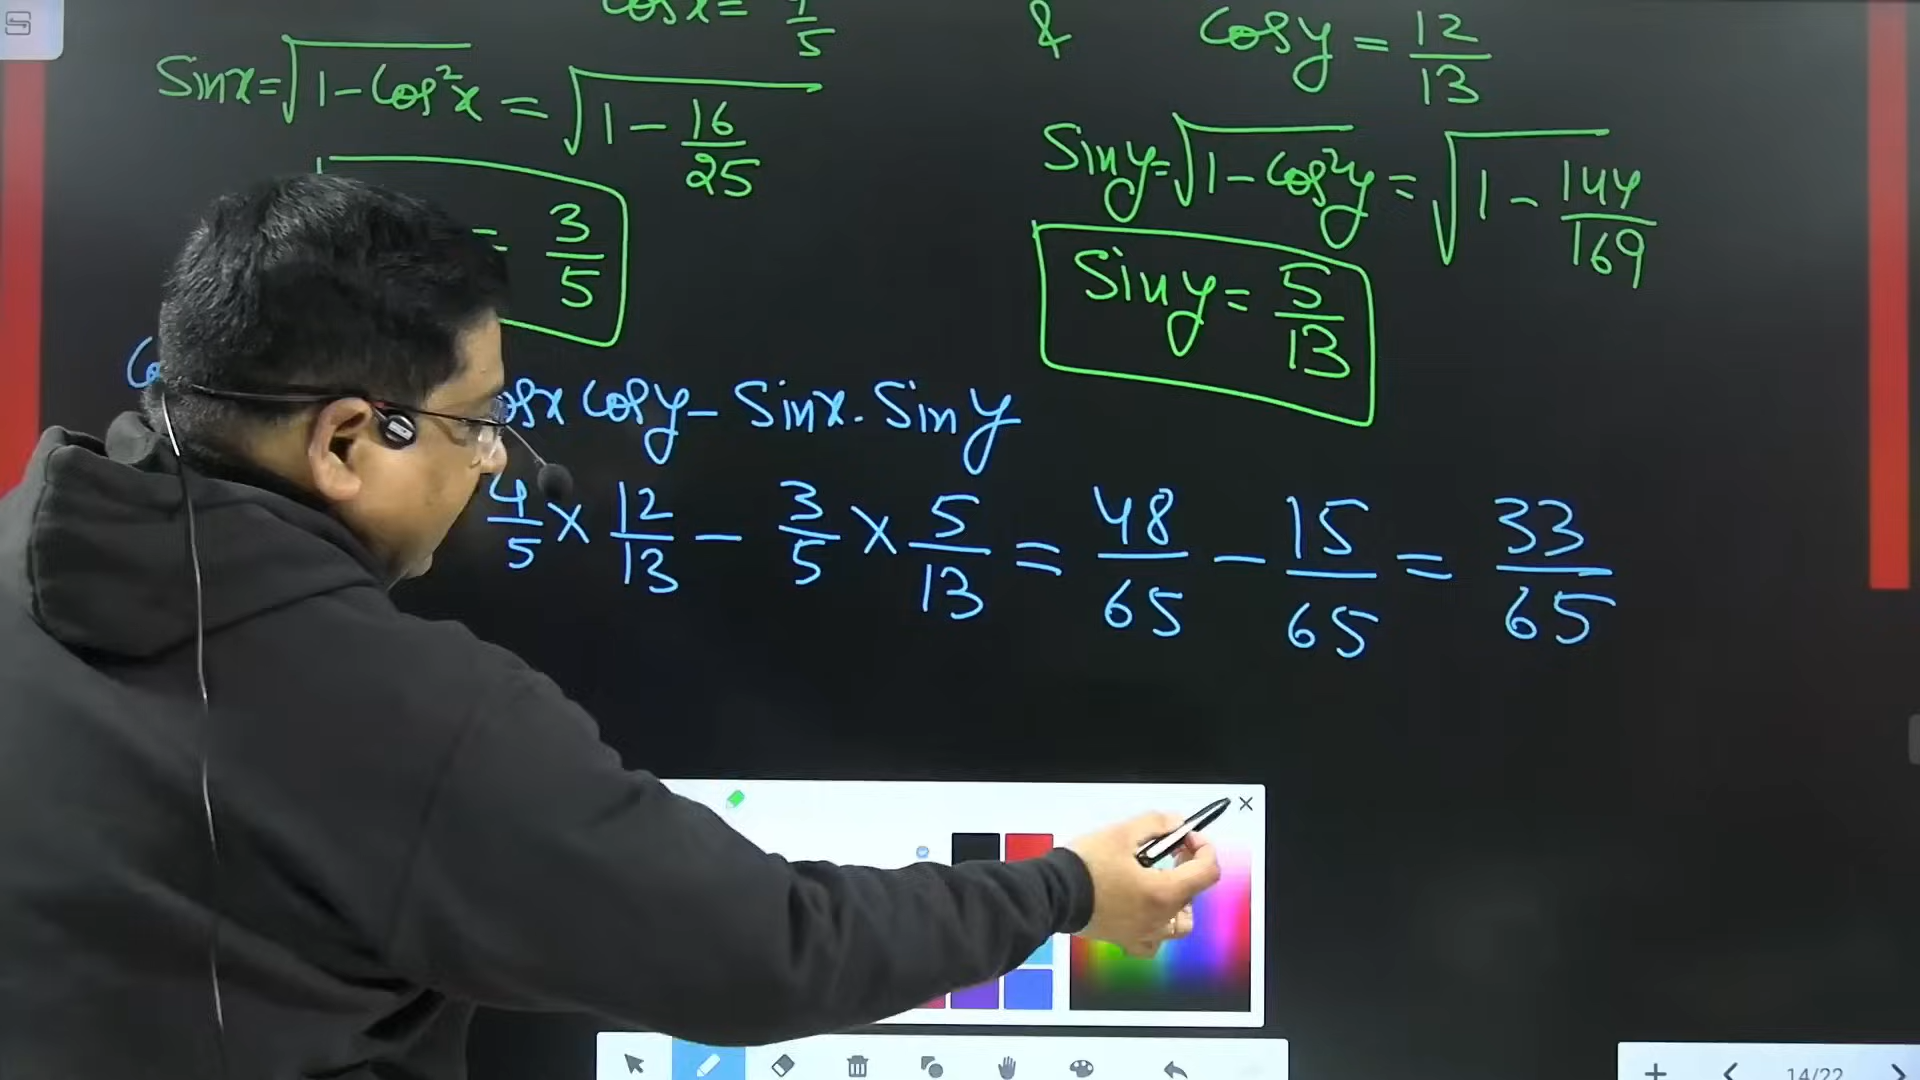 Cosx = 4/5 & Cosy = 12/13
Sinx = √(1 - Cos²x) = √(1 - 16/25)
Siny = √(1 - Cos²y) = √(1 - 144/169)
= 3/5
Siny = 5/13
Cosy - Sinx. Siny
4/5 × 12/13 - 3/5 × 5/13 = 48/65 - 15/65 = 33/65
14/22